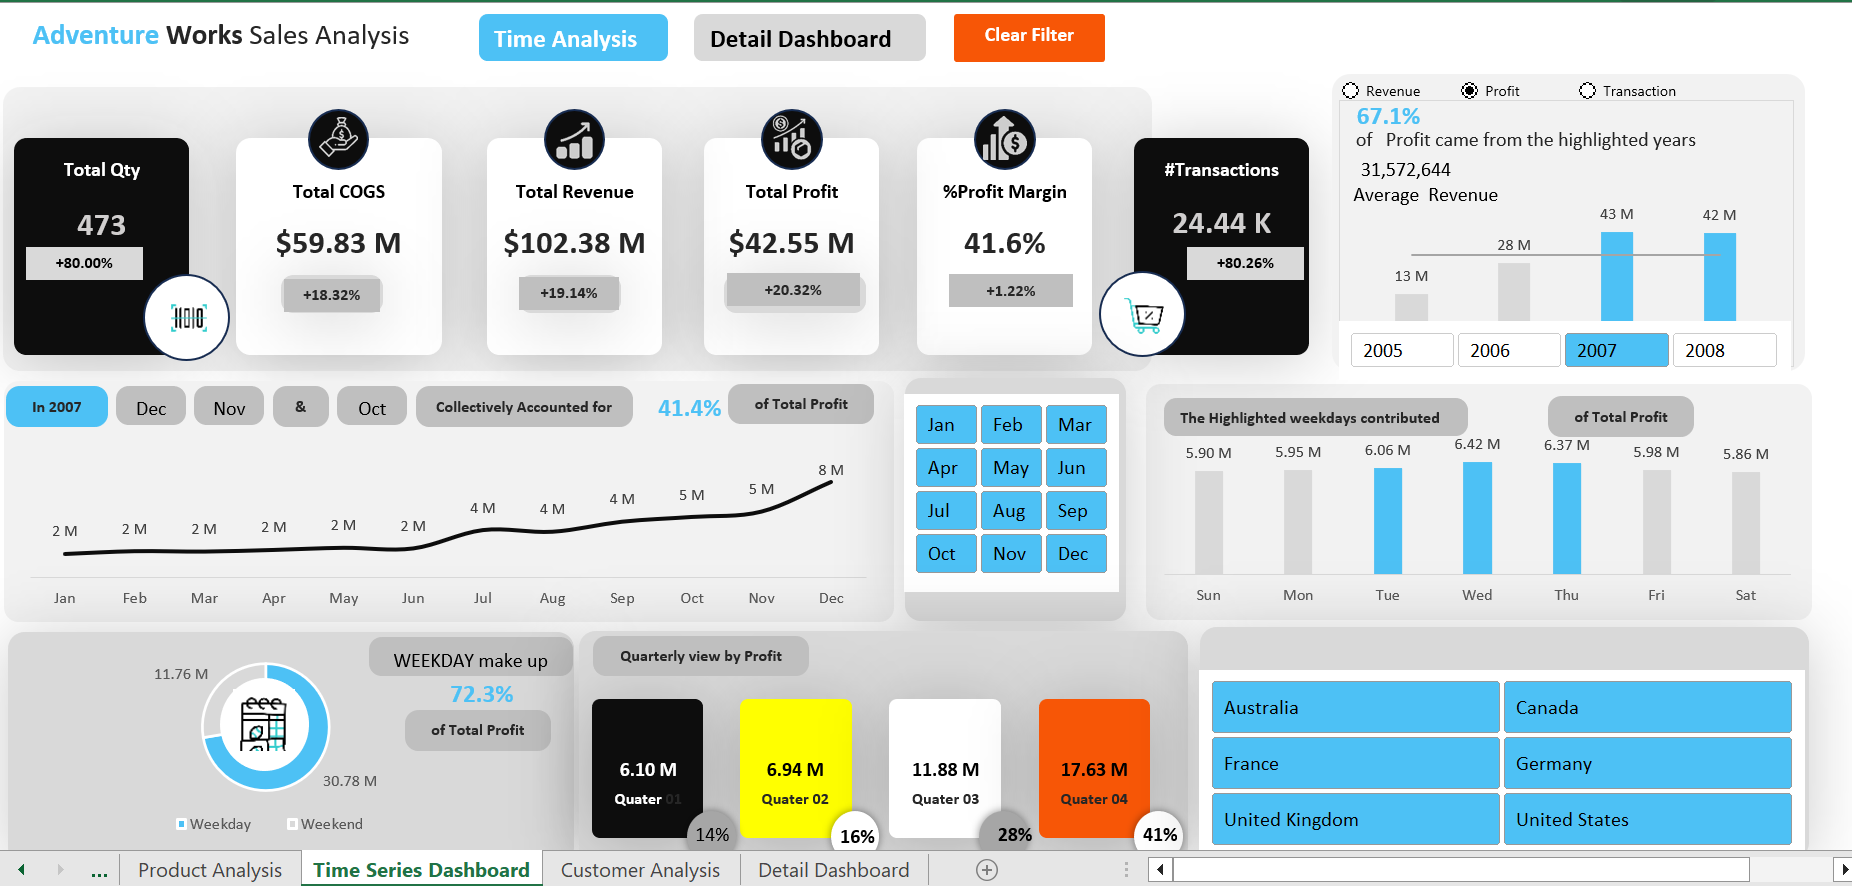 Adventure Works Sales Analysis
Time Analysis
Detail Dashboard
Clear Filter
Total Qty
473
+80.00%
Total COGS
$59.83 M
+18.32%
Total Revenue
$102.38 M
+19.14%
Total Profit
$42.55 M
+20.32%
%Profit Margin
41.6%
+1.22%
#Transactions
24.44 K
+80.26%
Revenue Profit Transaction
67.1%
of Profit came from the highlighted years
31,572,644
Average Revenue
13 M 28 M 43 M 42 M
2005 2006 2007 2008
In 2007 Dec Nov & Oct Collectively Accounted for 41.4% of Total Profit
2 M 2 M 2 M 2 M 2 M 2 M 4 M 4 M 4 M 5 M 5 M 8 M
Jan Feb Mar Apr May Jun Jul Aug Sep Oct Nov Dec
Jan Feb Mar
Apr May Jun
Jul Aug Sep
Oct Nov Dec
The Highlighted weekdays contributed of Total Profit
5.90 M 5.95 M 6.06 M 6.42 M 6.37 M 5.98 M 5.86 M
Sun Mon Tue Wed Thu Fri Sat
WEEKDAY make up
72.3%
of Total Profit
11.76 M
30.78 M
Weekday Weekend
Quarterly view by Profit
6.10 M
Quater 01
14%
6.94 M
Quater 02
16%
11.88 M
Quater 03
28%
17.63 M
Quater 04
41%
Australia Canada
France Germany
United Kingdom United States
... Product Analysis Time Series Dashboard Customer Analysis Detail Dashboard